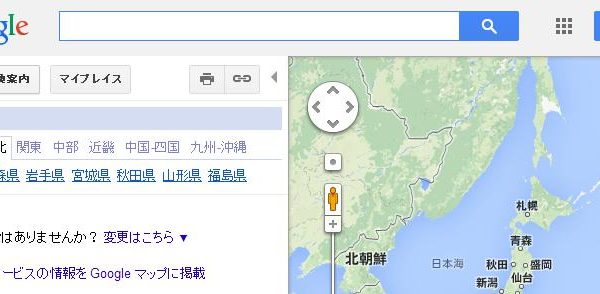 gle
換案内 マイプレイス
北 関東 中部 近畿 中国-四国 九州-沖縄
森県 岩手県 宮城県 秋田県 山形県 福島県
はありませんか? 変更はこちら ▼
ービスの情報を Google マップに掲載
札幌
青森
秋田 盛岡
仙台
新潟
北朝鮮
日本海